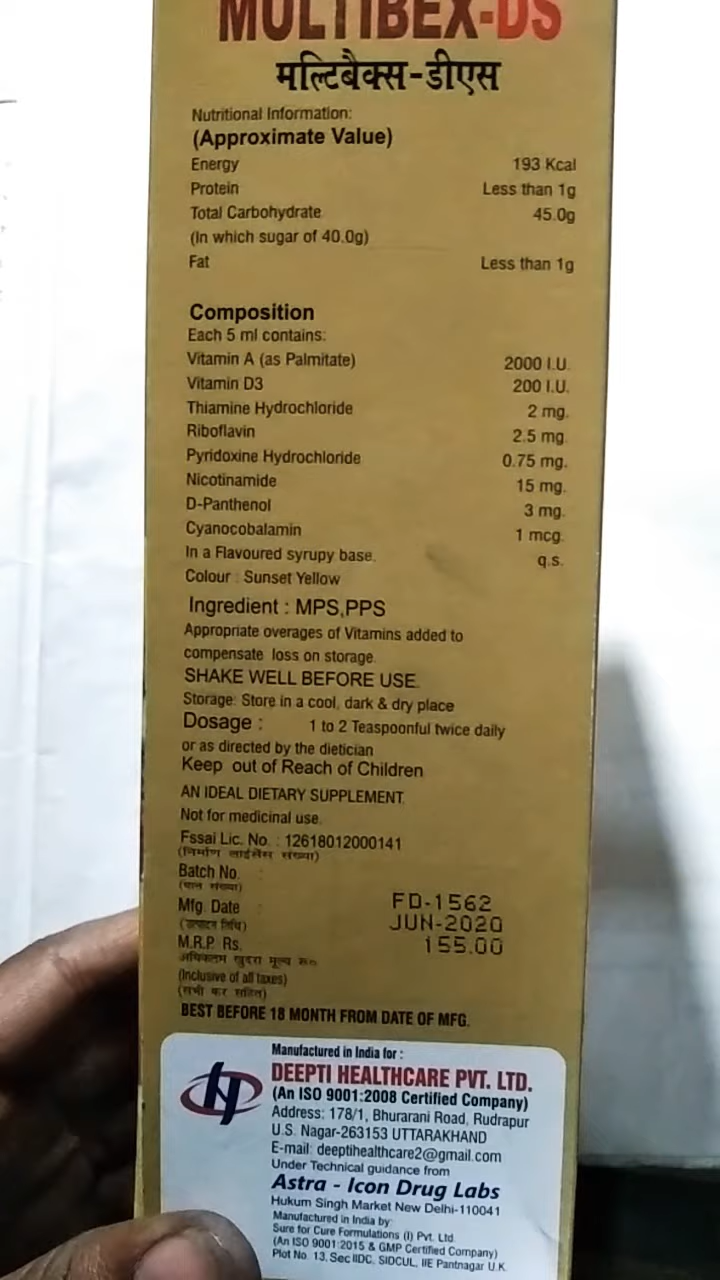 MULTIBEX-DS
मल्टिबैक्स-डीएस
Nutritional Information:
(Approximate Value)
Energy 193 Kcal
Protein Less than 1g
Total Carbohydrate 45.0g
(In which sugar of 40.0g)
Fat Less than 1g
Composition
Each 5 ml contains:
Vitamin A (as Palmitate) 2000 I.U.
Vitamin D3 200 I.U.
Thiamine Hydrochloride 2 mg.
Riboflavin 2.5 mg
Pyridoxine Hydrochloride 0.75 mg.
Nicotinamide 15 mg.
D-Panthenol 3 mg.
Cyanocobalamin 1 mcg.
In a Flavoured syrupy base. q.s.
Colour : Sunset Yellow
Ingredient : MPS,PPS
Appropriate overages of Vitamins added to
compensate loss on storage.
SHAKE WELL BEFORE USE.
Storage: Store in a cool, dark & dry place
Dosage : 1 to 2 Teaspoonful twice daily
or as directed by the dietician
Keep out of Reach of Children
AN IDEAL DIETARY SUPPLEMENT.
Not for medicinal use.
Fssai Lic. No. : 12618012000141
(निर्माण लाईसेंस संख्या)
Batch No. :
(घान संख्या) FD-1562
Mfg. Date : JUN-2020
(उत्पादन तिथि)
M.R.P. Rs. 155.00
अधिकतम खुदरा मूल्य रू०
(Inclusive of all taxes)
(सभी कर सहित)
BEST BEFORE 18 MONTH FROM DATE OF MFG.
Manufactured in India for :
DEEPTI HEALTHCARE PVT. LTD.
(An ISO 9001:2008 Certified Company)
Address: 178/1, Bhurarani Road, Rudrapur
U.S. Nagar-263153 UTTARAKHAND
E-mail: deeptihealthcare2@gmail.com
Under Technical guidance from
Astra - Icon Drug Labs
Hukum Singh Market New Delhi-110041
Manufactured in India by:
Sure for Cure Formulations (I) Pvt. Ltd.
(An ISO 9001:2015 & GMP Certified Company)
Plot No. 13, Sec IIDC, SIDCUL, IIE Pantnagar U.K.